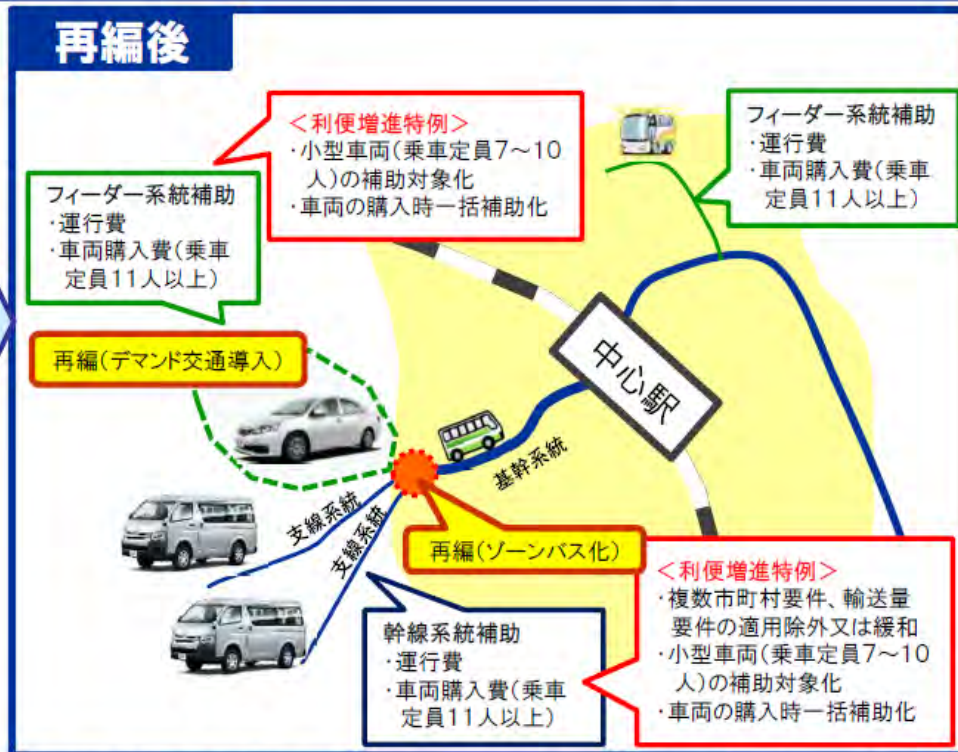 再編後
＜利便増進特例＞
・小型車両(乗車定員7～10
人)の補助対象化
・車両の購入時一括補助化
フィーダー系統補助
・運行費
・車両購入費(乗車
定員11人以上)
フィーダー系統補助
・運行費
・車両購入費(乗車
定員11人以上)
再編(デマンド交通導入)
中心駅
基幹系統
支線系統
支線系統
再編(ゾーンバス化)
幹線系統補助
・運行費
・車両購入費(乗車
定員11人以上)
＜利便増進特例＞
・複数市町村要件、輸送量
要件の適用除外又は緩和
・小型車両(乗車定員7～10
人)の補助対象化
・車両の購入時一括補助化